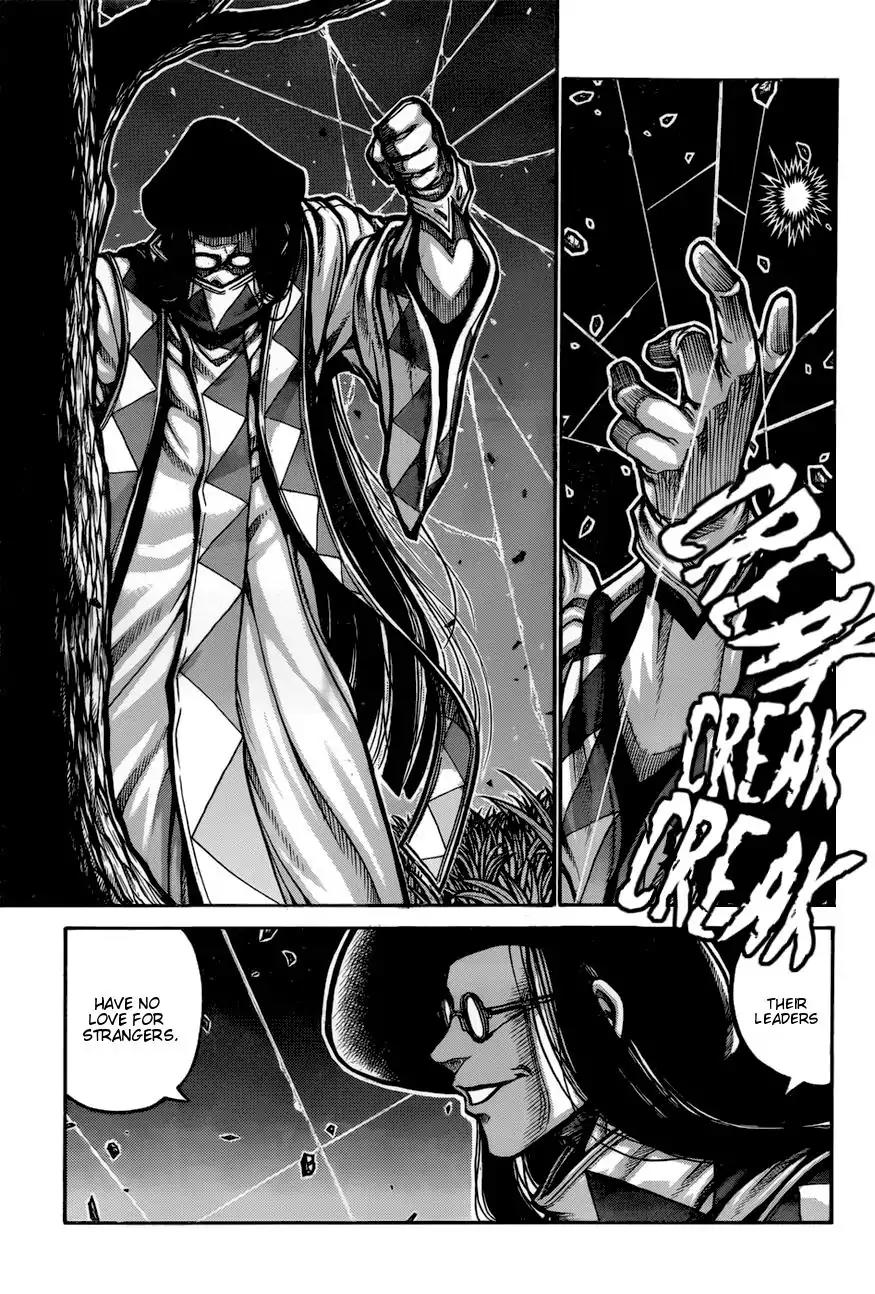 CREAK
CREAK
CREAK
THEIR
LEADERS
HAVE NO
LOVE FOR
STRANGERS.